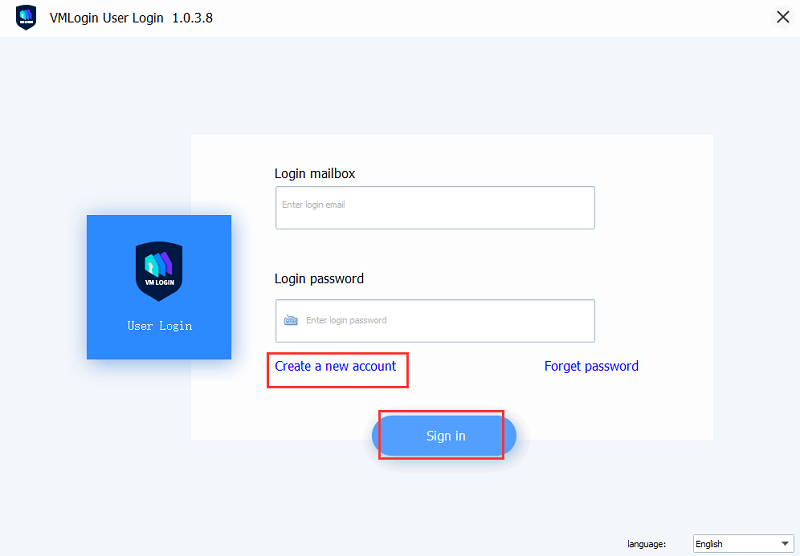 VMLogin User Login 1.0.3.8
Login mailbox
Enter login email
VM LOGIN
User Login
Login password
Enter login password
Create a new account
Forget password
Sign in
language:
English